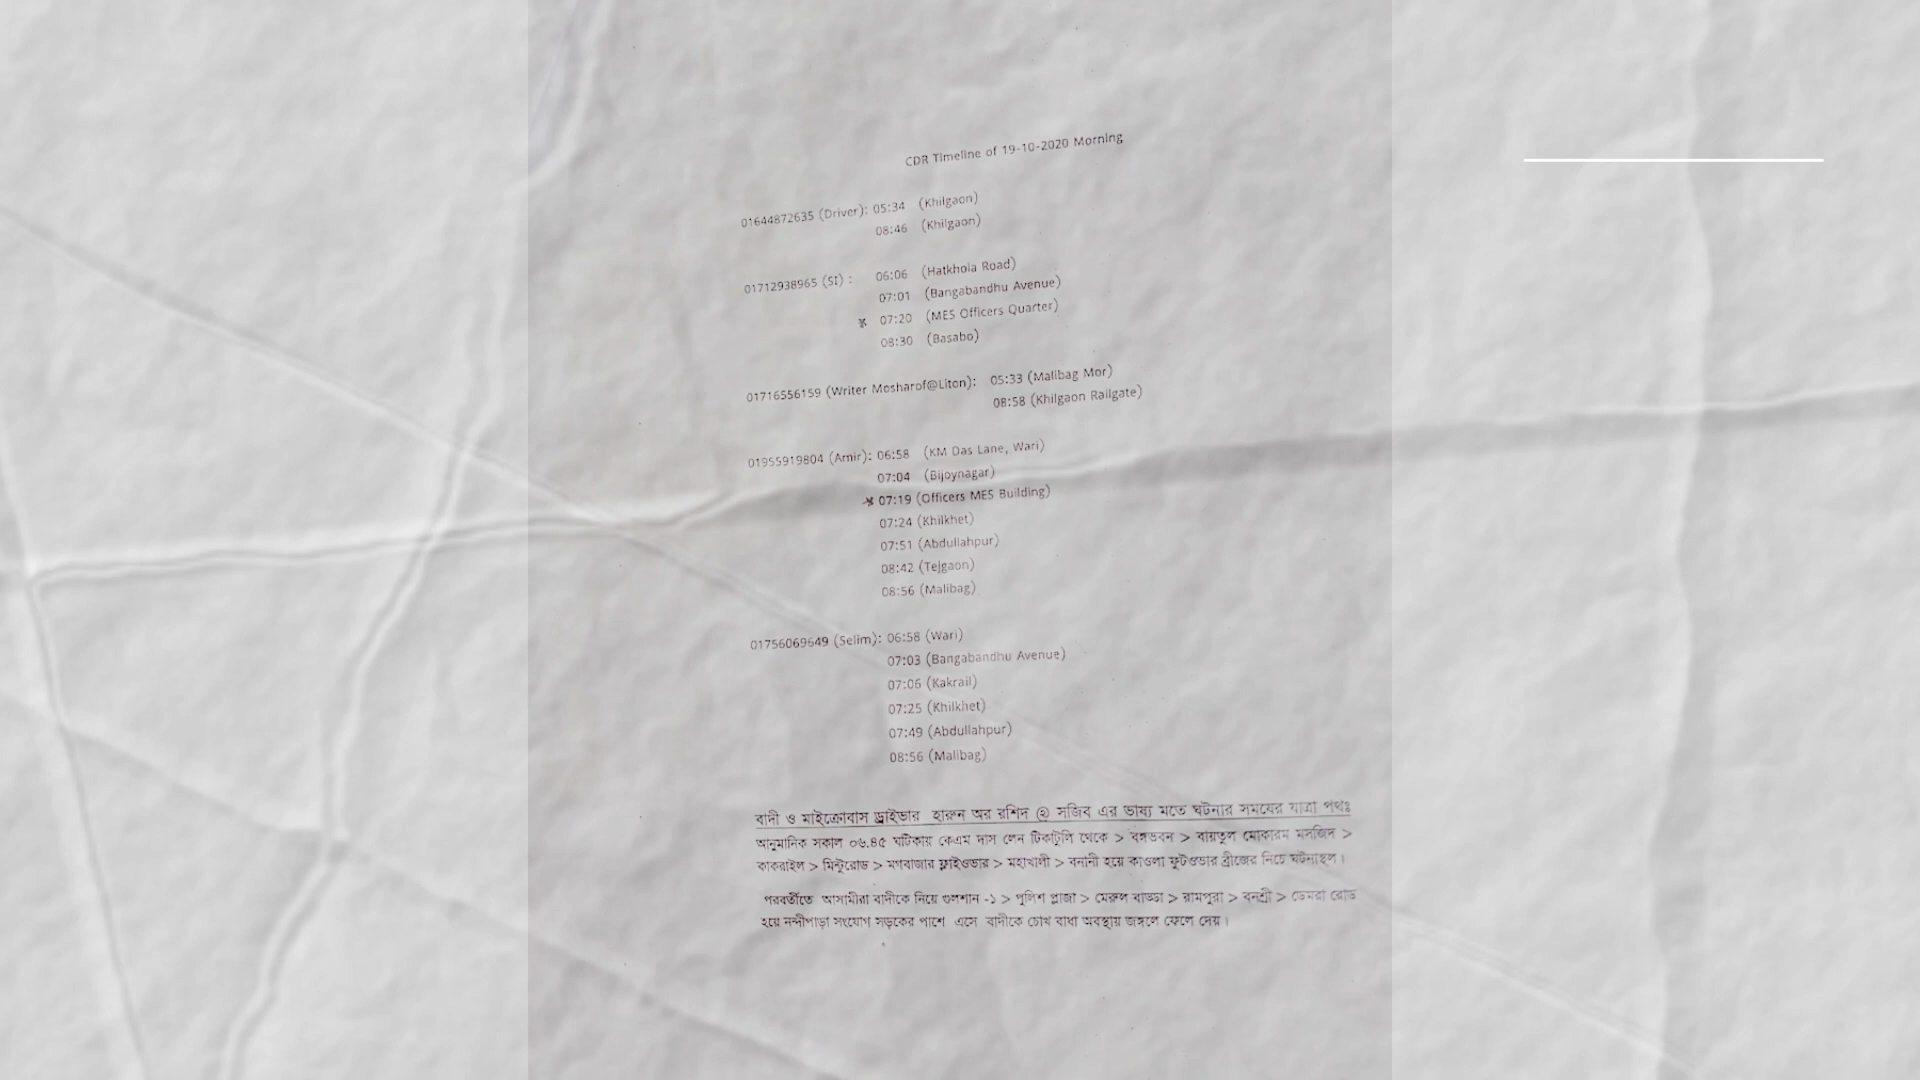 CDR Timeline of 19-10-2020 Morning
01644872635 (Driver): 05:34 (Khilgaon)
08:46 (Khilgaon)
01712938965 (SI) : 06:06 (Hatkhola Road)
07:01 (Bangabandhu Avenue)
07:20 (MES Officers Quarter)
08:30 (Basabo)
01716556159 (Writer Mosharof@Liton): 05:33 (Malibag Mor)
08:58 (Khilgaon Railgate)
01955919804 (Amir): 06:58 (KM Das Lane, Wari)
07:04 (Bijoynagar)
07:19 (Officers MES Building)
07:24 (Khilkhet)
07:51 (Abdullahpur)
08:42 (Tejgaon)
08:56 (Malibag)
01756069649 (Selim): 06:58 (Wari)
07:03 (Bangabandhu Avenue)
07:06 (Kakrail)
07:25 (Khilkhet)
07:49 (Abdullahpur)
08:56 (Malibag)
বাদী ও মাইক্রোবাস ড্রাইভার হারুন অর রশিদ @ সজিব এর ভাষ্য মতে ঘটনার সময়ের যাত্রা পথঃ
আনুমানিক সকাল ০৬.৪৫ ঘটিকায় কেএম দাস লেন টিকাটুলি থেকে > বঙ্গভবন > বায়তুল মোকারম মসজিদ >
কাকরাইল > মিন্টুরোড > মগবাজার ফ্লাইওভার > মহাখালী > বনানী হয়ে কাওলা ফুটওভার ব্রীজের নিচে ঘটনাস্থল।
পরবর্তীতে আসামীরা বাদীকে নিয়ে গুলশান -১ > পুলিশ প্লাজা > মেরুল বাড্ডা > রামপুরা > বনশ্রী > ডেমরা রোড
হয়ে নন্দীপাড়া সংযোগ সড়কের পাশে এসে বাদীকে চোখ বাধা অবস্থায় জঙ্গলে ফেলে দেয়।